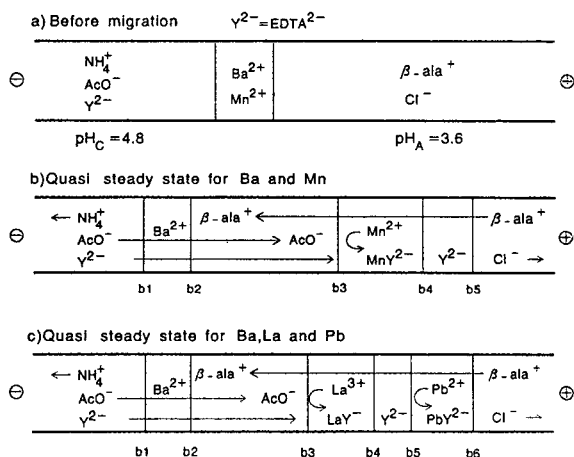 a) Before migration Y²⁻=EDTA²⁻
NH₄⁺
AcO⁻
Y²⁻
Ba²⁺
Mn²⁺
β-ala⁺
Cl⁻
⊖ ⊕
pH_C =4.8 pH_A =3.6
b)Quasi steady state for Ba and Mn
← NH₄⁺ Ba²⁺ β-ala⁺ ← Mn²⁺ β-ala⁺
⊖ AcO⁻ → AcO⁻ ⊕
Y²⁻ → MnY²⁻ Y²⁻ Cl⁻ →
b1 b2 b3 b4 b5
c)Quasi steady state for Ba,La and Pb
← NH₄⁺ Ba²⁺ β-ala⁺ ← La³⁺ Pb²⁺ β-ala⁺
⊖ AcO⁻ → AcO⁻ ⊕
Y²⁻ → LaY⁻ Y²⁻ PbY²⁻ Cl⁻ →
b1 b2 b3 b4 b5 b6